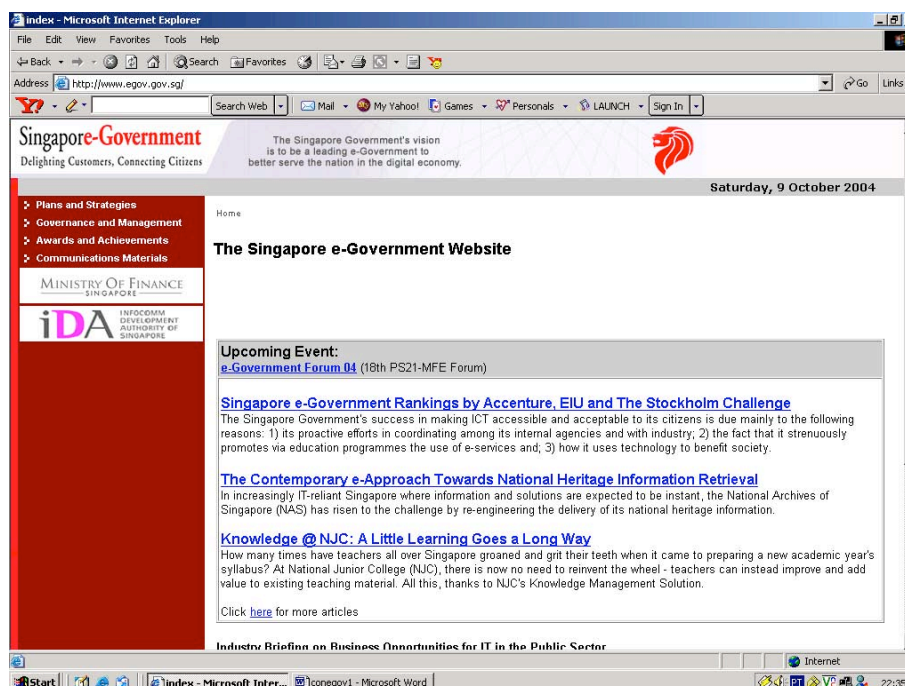 index - Microsoft Internet Explorer
File Edit View Favorites Tools Help
Back Search Favorites
Address http://www.egov.gov.sg/ Go Links
Y! Search Web Mail My Yahoo! Games Personals LAUNCH Sign In
Singapore-Government
Delighting Customers, Connecting Citizens
The Singapore Government's vision
is to be a leading e-Government to
better serve the nation in the digital economy.
Saturday, 9 October 2004
Plans and Strategies
Governance and Management
Awards and Achievements
Communications Materials
MINISTRY OF FINANCE
SINGAPORE
iDA
INFOCOMM
DEVELOPMENT
AUTHORITY OF
SINGAPORE
Home
The Singapore e-Government Website
Upcoming Event:
e-Government Forum 04 (18th PS21-MFE Forum)
Singapore e-Government Rankings by Accenture, EIU and The Stockholm Challenge
The Singapore Government's success in making ICT accessible and acceptable to its citizens is due mainly to the following
reasons: 1) its proactive efforts in coordinating among its internal agencies and with industry; 2) the fact that it strenuously
promotes via education programmes the use of e-services and; 3) how it uses technology to benefit society.
The Contemporary e-Approach Towards National Heritage Information Retrieval
In increasingly IT-reliant Singapore where information and solutions are expected to be instant, the National Archives of
Singapore (NAS) has risen to the challenge by re-engineering the delivery of its national heritage information.
Knowledge @ NJC: A Little Learning Goes a Long Way
How many times have teachers all over Singapore groaned and grit their teeth when it came to preparing a new academic year's
syllabus? At National Junior College (NJC), there is now no need to reinvent the wheel - teachers can instead improve and add
value to existing teaching material. All this, thanks to NJC's Knowledge Management Solution.
Click here for more articles
Industry Briefing on Business Opportunities for IT in the Public Sector
Internet
Start index - Microsoft Inter... conegov1 - Microsoft Word PT 22:35